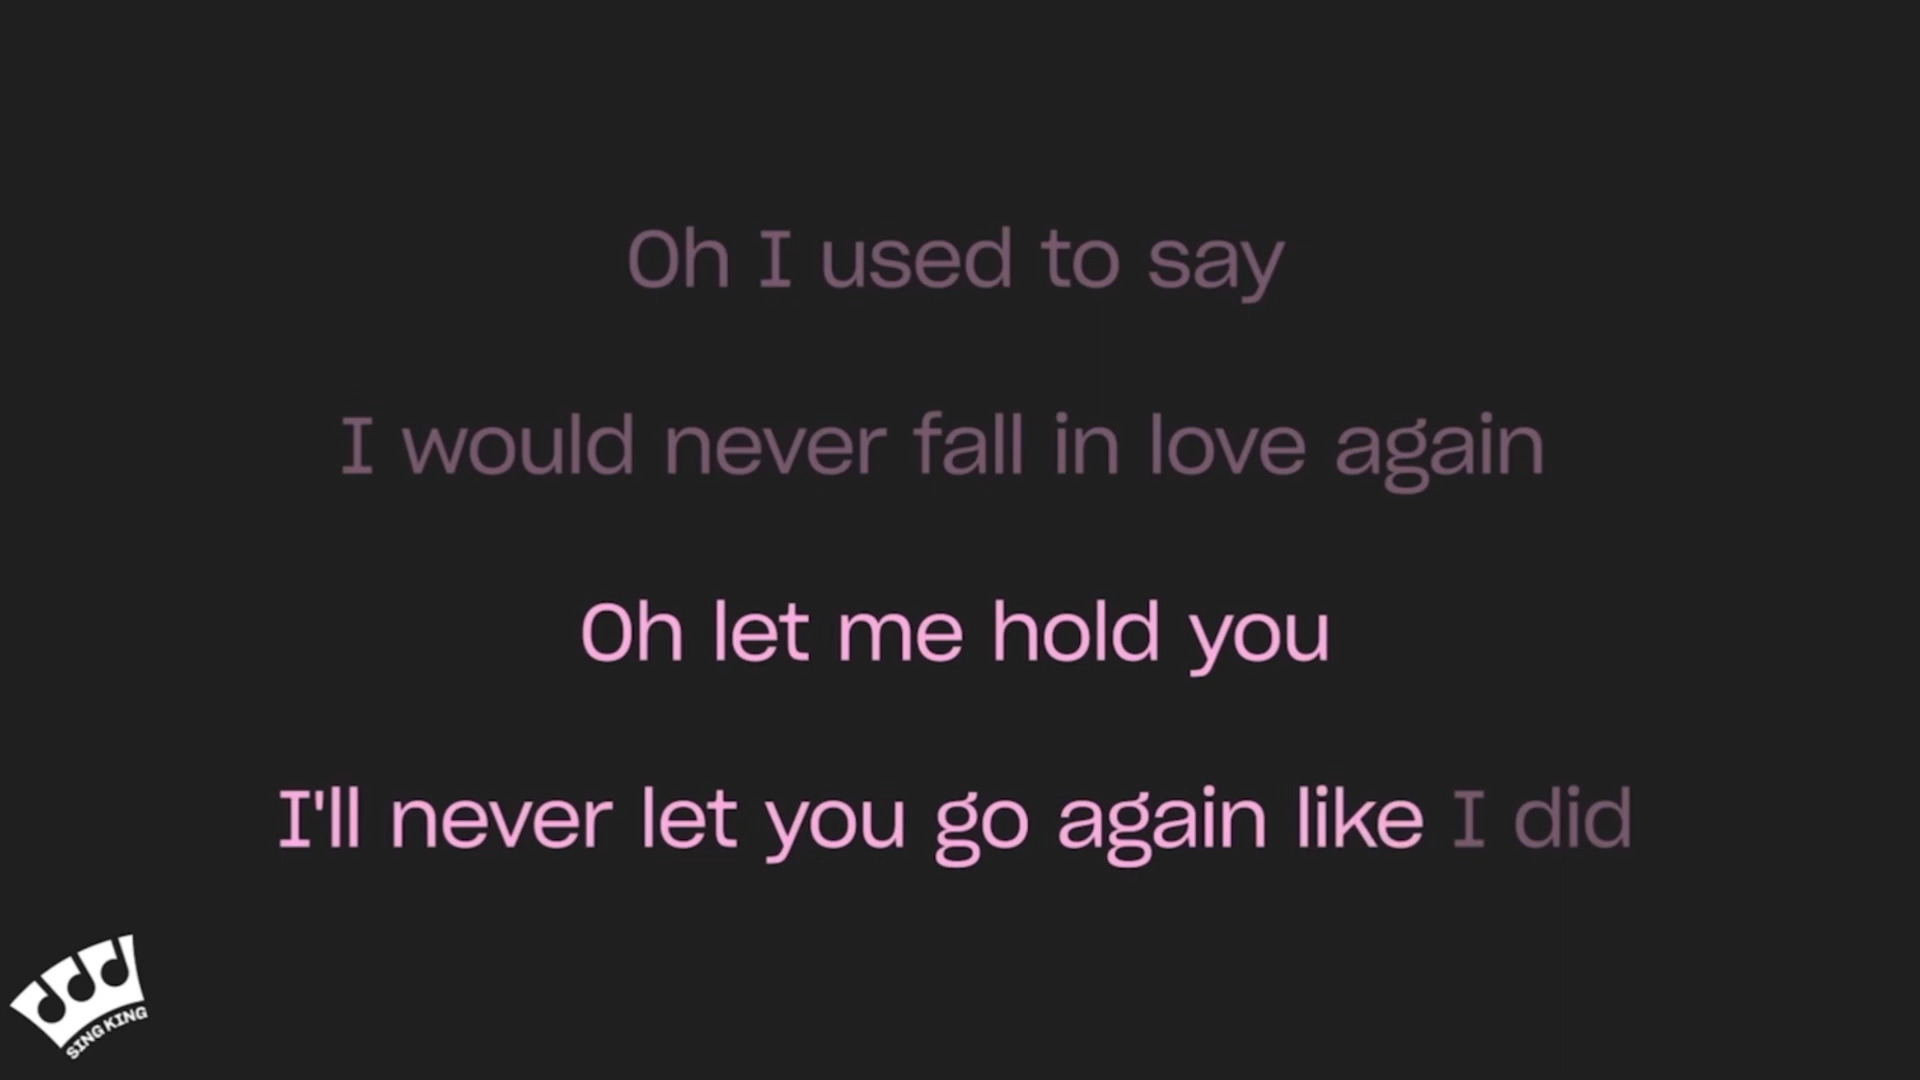 Oh I used to say
I would never fall in love again
Oh let me hold you
I'll never let you go again like I did
SING KING